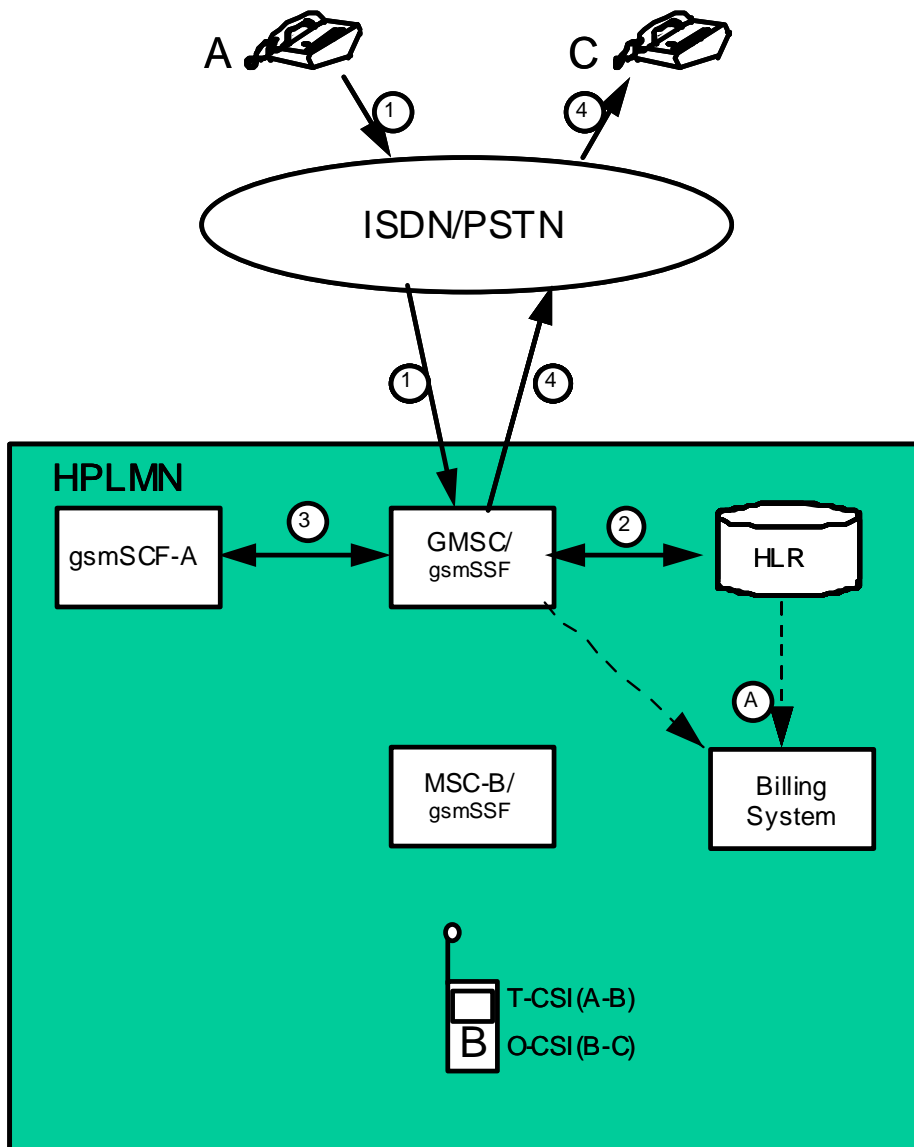 A
C
1
4
ISDN/PSTN
1
4
HPLMN
gsmSCF-A
3
GMSC/
gsmSSF
2
HLR
A
MSC-B/
gsmSSF
Billing
System
T-CSI(A-B)
B
O-CSI(B-C)